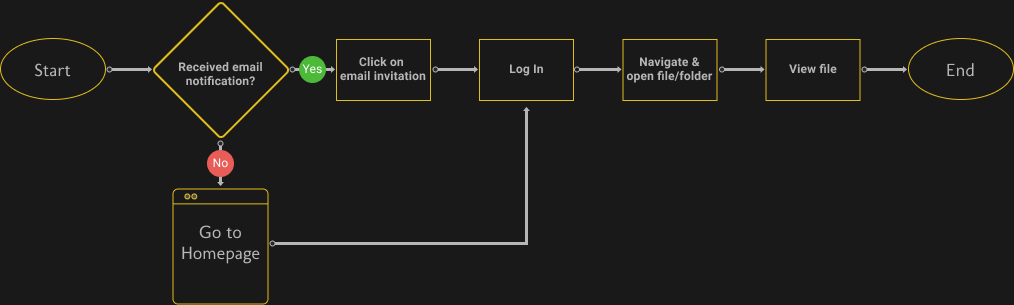 Start
Received email
notification?
Yes
Click on
email invitation
Log In
Navigate &
open file/folder
View file
End
No
Go to
Homepage